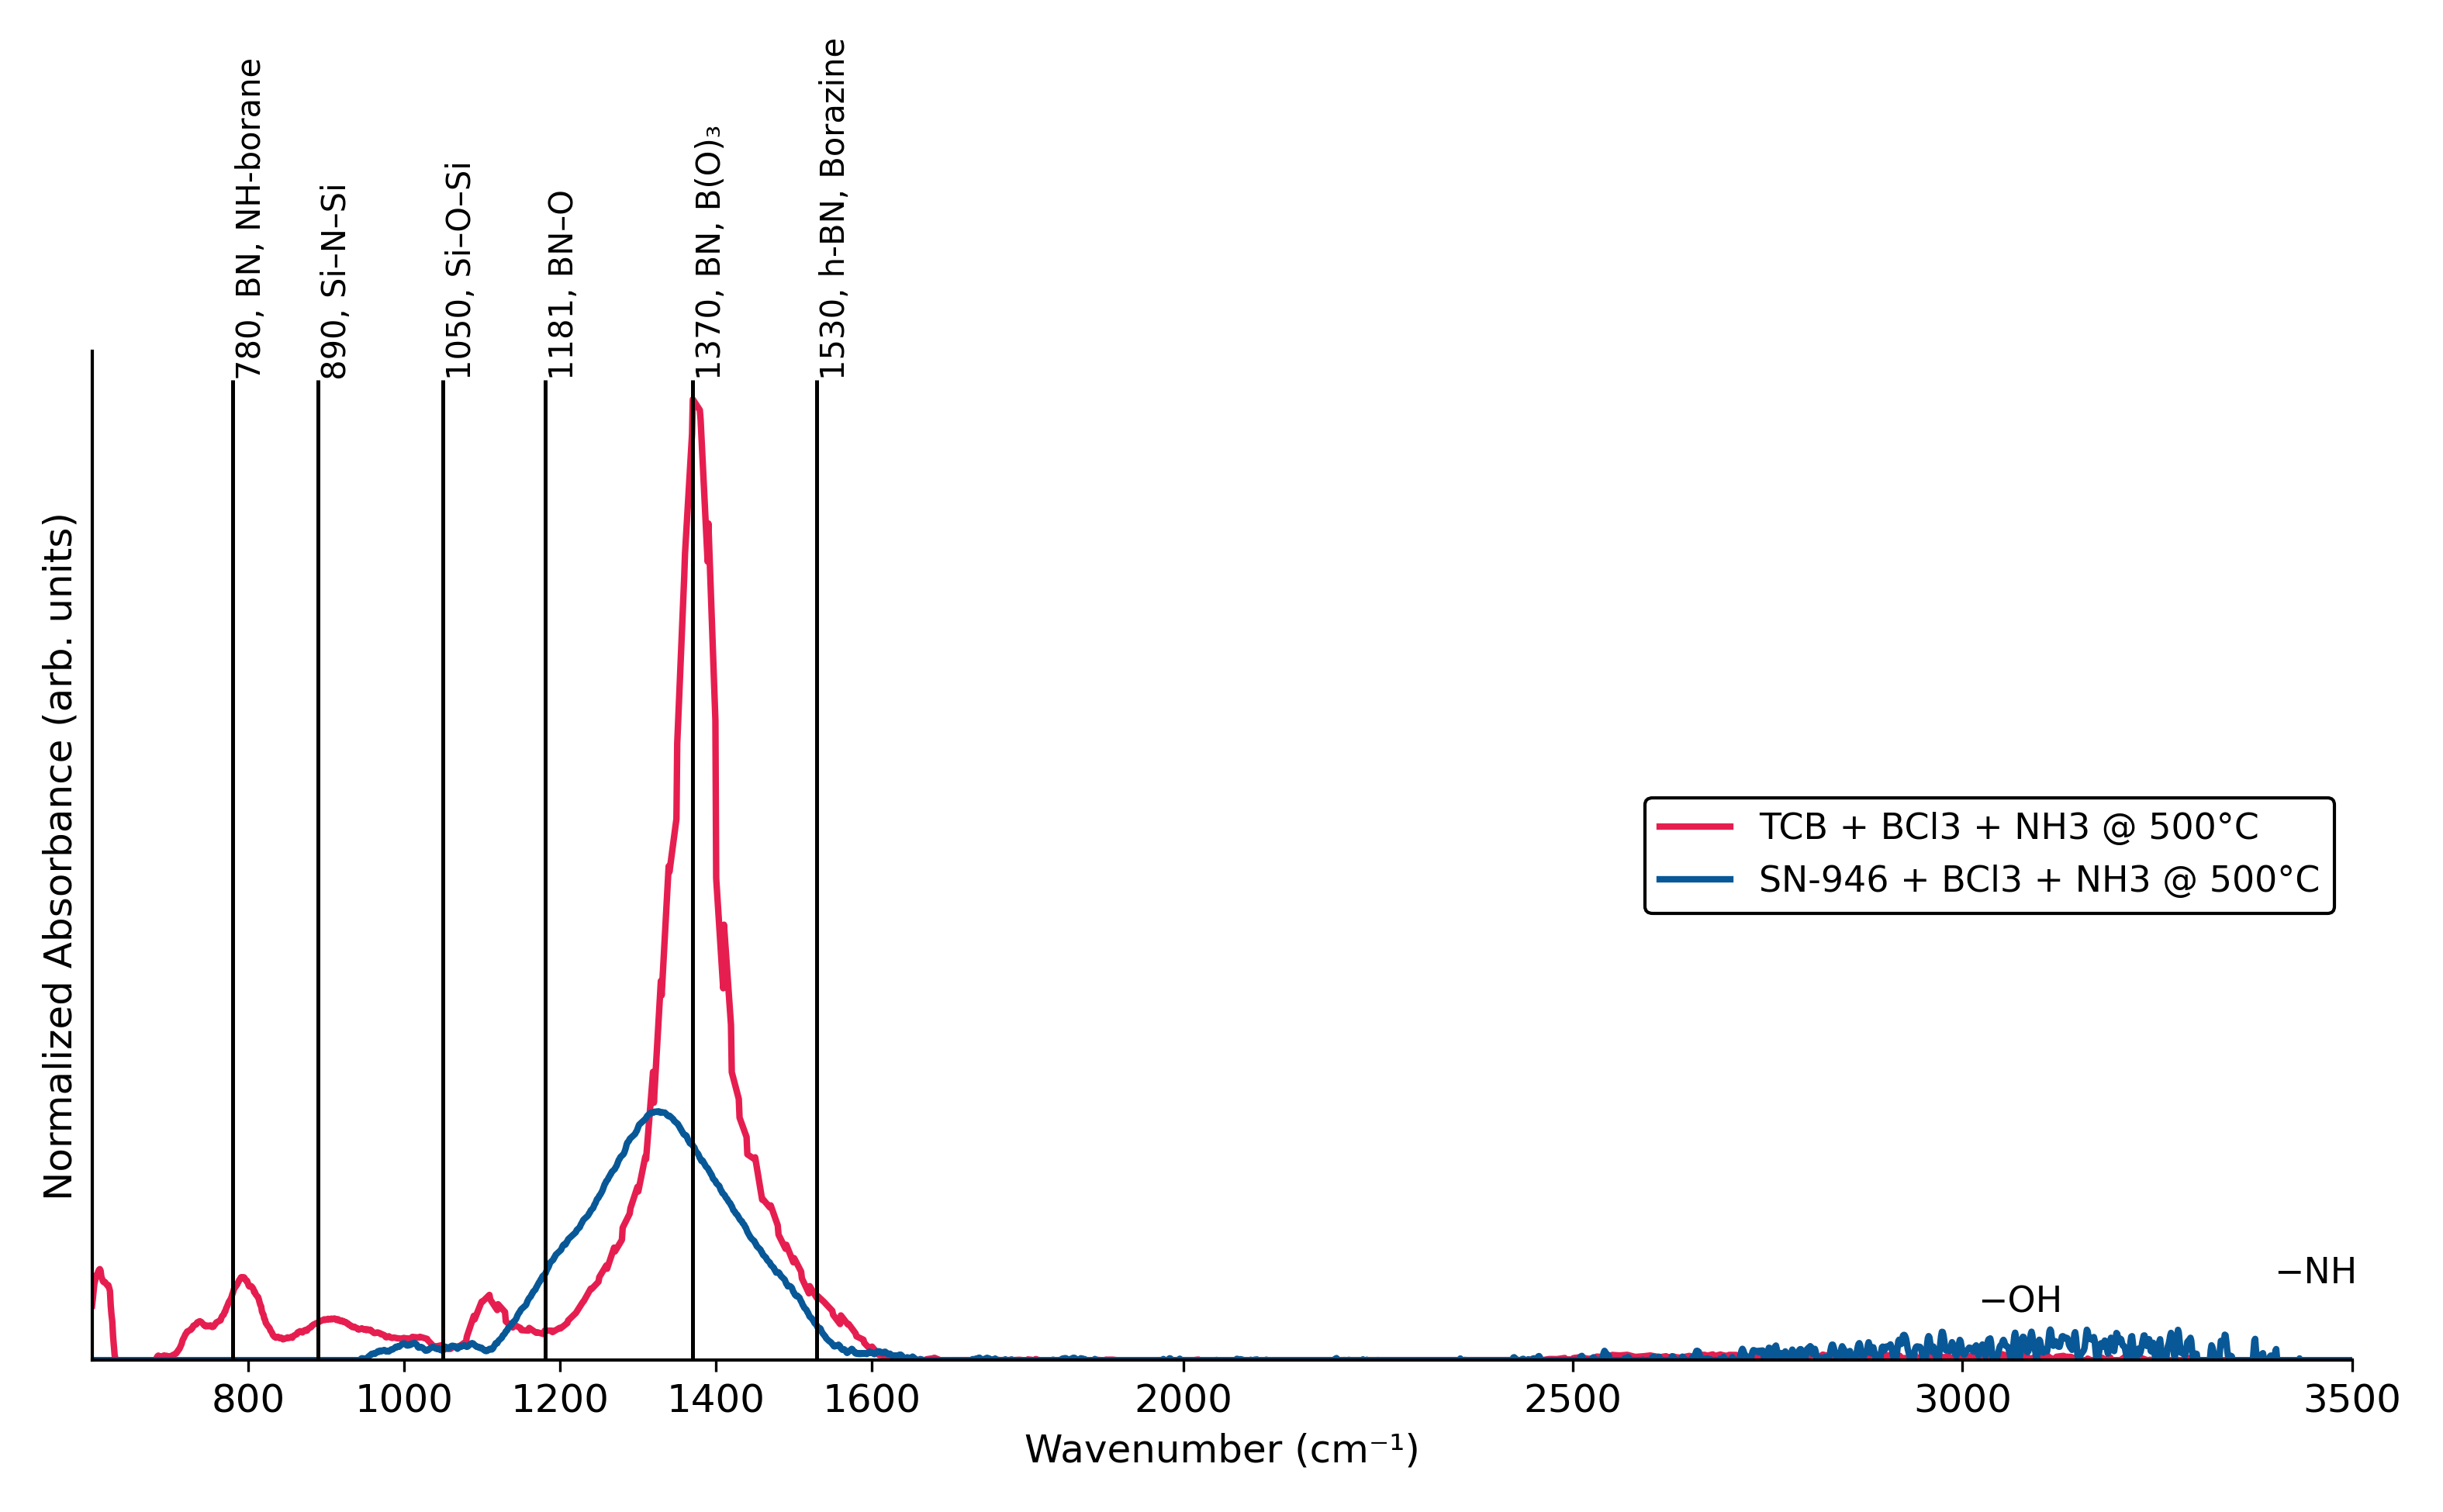 780, BN, NH-borane
890, Si–N–Si
1050, Si–O–Si
1181, BN–O
1370, BN, B(O)₃
1530, h-BN, Borazine
Normalized Absorbance (arb. units)
TCB + BCl3 + NH3 @ 500°C
SN-946 + BCl3 + NH3 @ 500°C
−NH
−OH
800 1000 1200 1400 1600 2000 2500 3000 3500
Wavenumber (cm⁻¹)